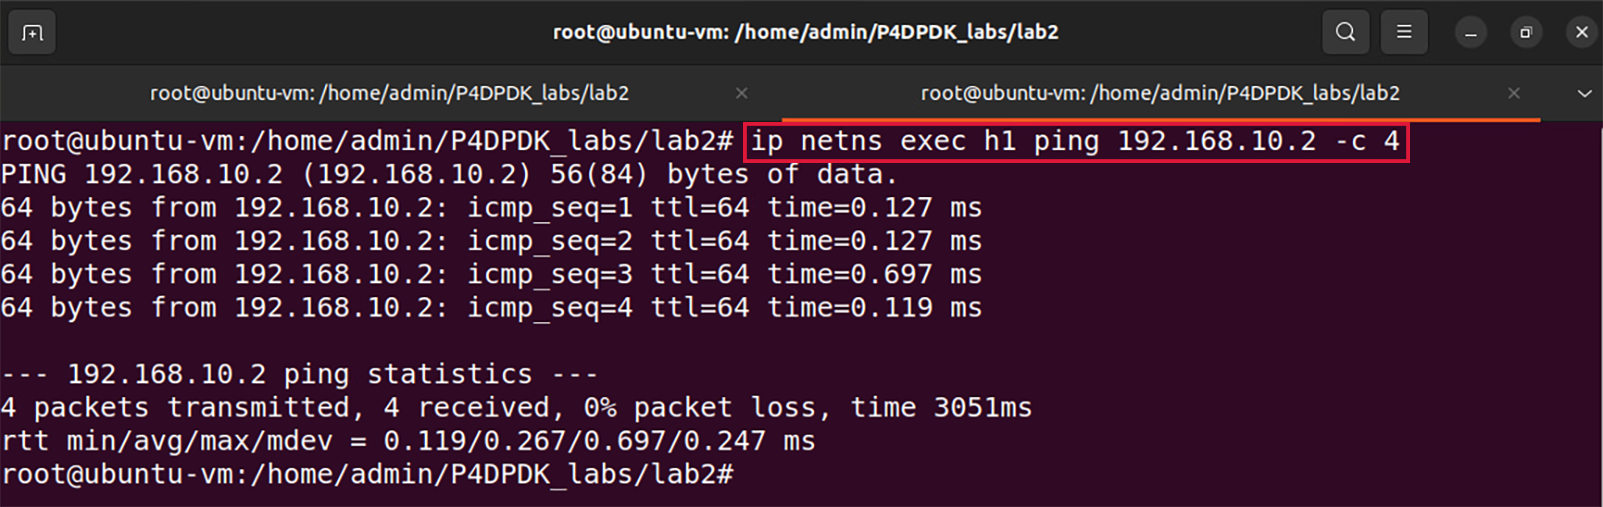 root@ubuntu-vm: /home/admin/P4DPDK_labs/lab2
root@ubuntu-vm: /home/admin/P4DPDK_labs/lab2
root@ubuntu-vm: /home/admin/P4DPDK_labs/lab2
root@ubuntu-vm:/home/admin/P4DPDK_labs/lab2# ip netns exec h1 ping 192.168.10.2 -c 4
PING 192.168.10.2 (192.168.10.2) 56(84) bytes of data.
64 bytes from 192.168.10.2: icmp_seq=1 ttl=64 time=0.127 ms
64 bytes from 192.168.10.2: icmp_seq=2 ttl=64 time=0.127 ms
64 bytes from 192.168.10.2: icmp_seq=3 ttl=64 time=0.697 ms
64 bytes from 192.168.10.2: icmp_seq=4 ttl=64 time=0.119 ms
--- 192.168.10.2 ping statistics ---
4 packets transmitted, 4 received, 0% packet loss, time 3051ms
rtt min/avg/max/mdev = 0.119/0.267/0.697/0.247 ms
root@ubuntu-vm:/home/admin/P4DPDK_labs/lab2#